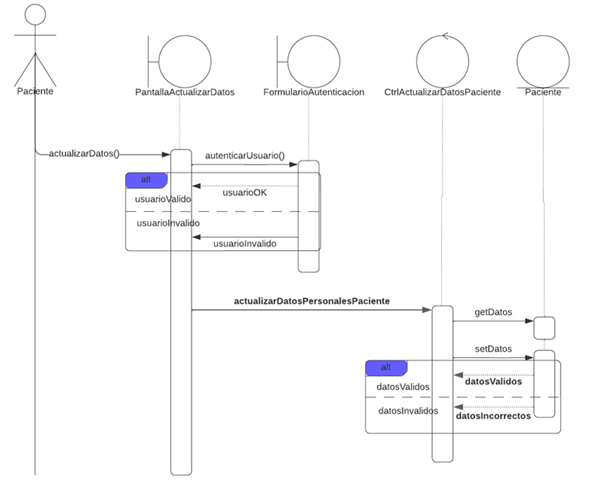 Paciente
PantallaActualizarDatos
FormularioAutenticacion
CtrlActualizarDatosPaciente
Paciente
actualizarDatos()
autenticarUsuario()
alt
usuarioOK
usuarioValido
usuarioInvalido
usuarioInvalido
actualizarDatosPersonalesPaciente
getDatos
setDatos
alt
datosValidos
datosValidos
datosInvalidos
datosIncorrectos